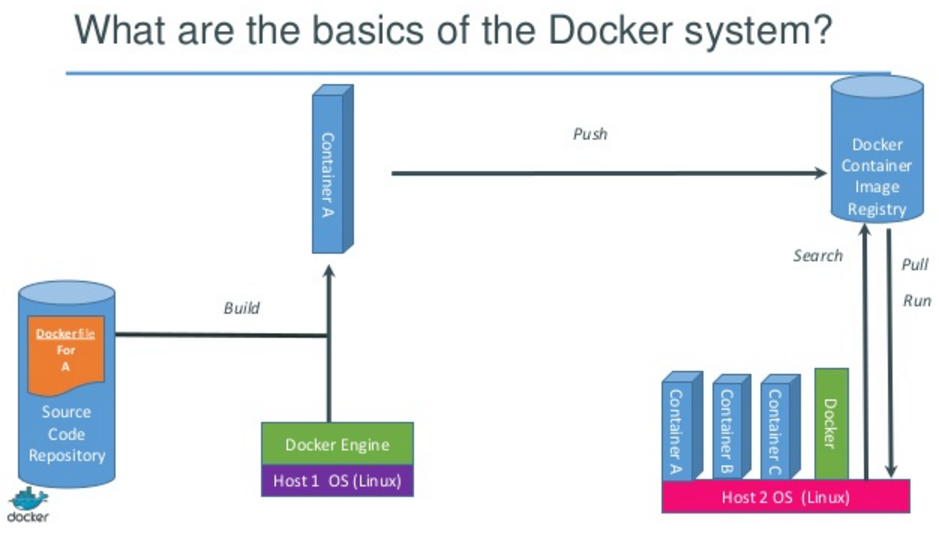 What are the basics of the Docker system?
Container A
Push
Docker
Container
Image
Registry
Search
Pull
Run
Build
Dockerfile
For
A
Source
Code
Repository
Docker Engine
Host 1 OS (Linux)
Container A
Container B
Container C
Docker
Host 2 OS (Linux)
docker